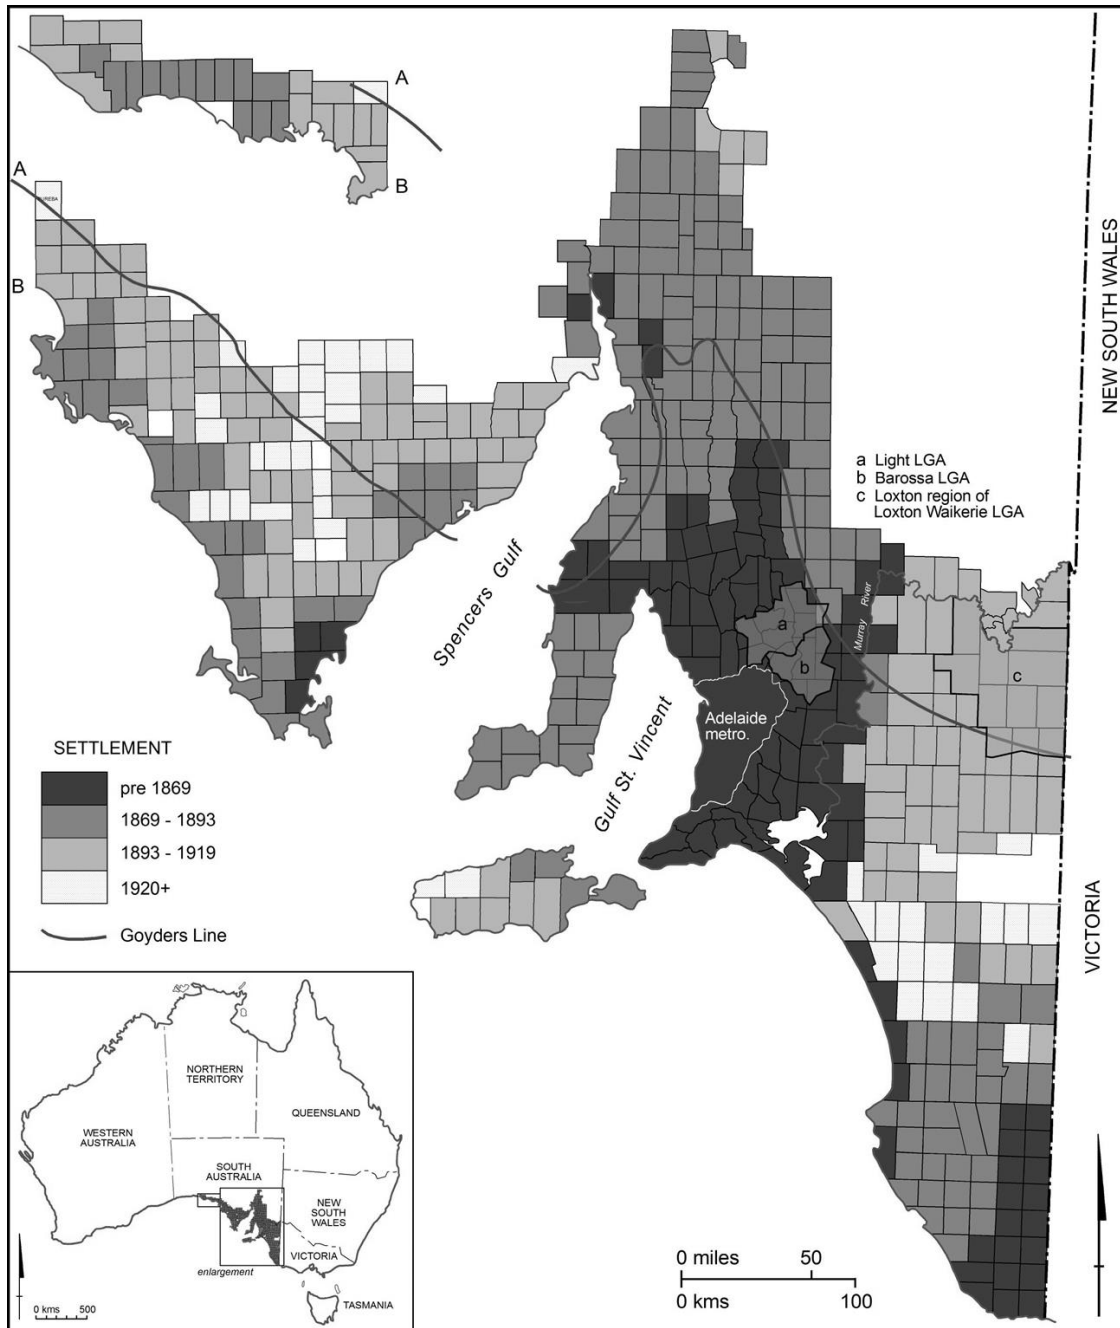 A
B
A
B
NEW SOUTH WALES
a Light LGA
b Barossa LGA
c Loxton region of
Loxton Waikerie LGA
Spencers Gulf
Murray River
a
b
c
Adelaide
metro.
Gulf St. Vincent
SETTLEMENT
pre 1869
1869 - 1893
1893 - 1919
1920+
Goyders Line
VICTORIA
NORTHERN
TERRITORY
QUEENSLAND
WESTERN
AUSTRALIA
SOUTH
AUSTRALIA
NEW
SOUTH
WALES
VICTORIA
enlargement
TASMANIA
0 kms 500
0 miles 50
0 kms 100